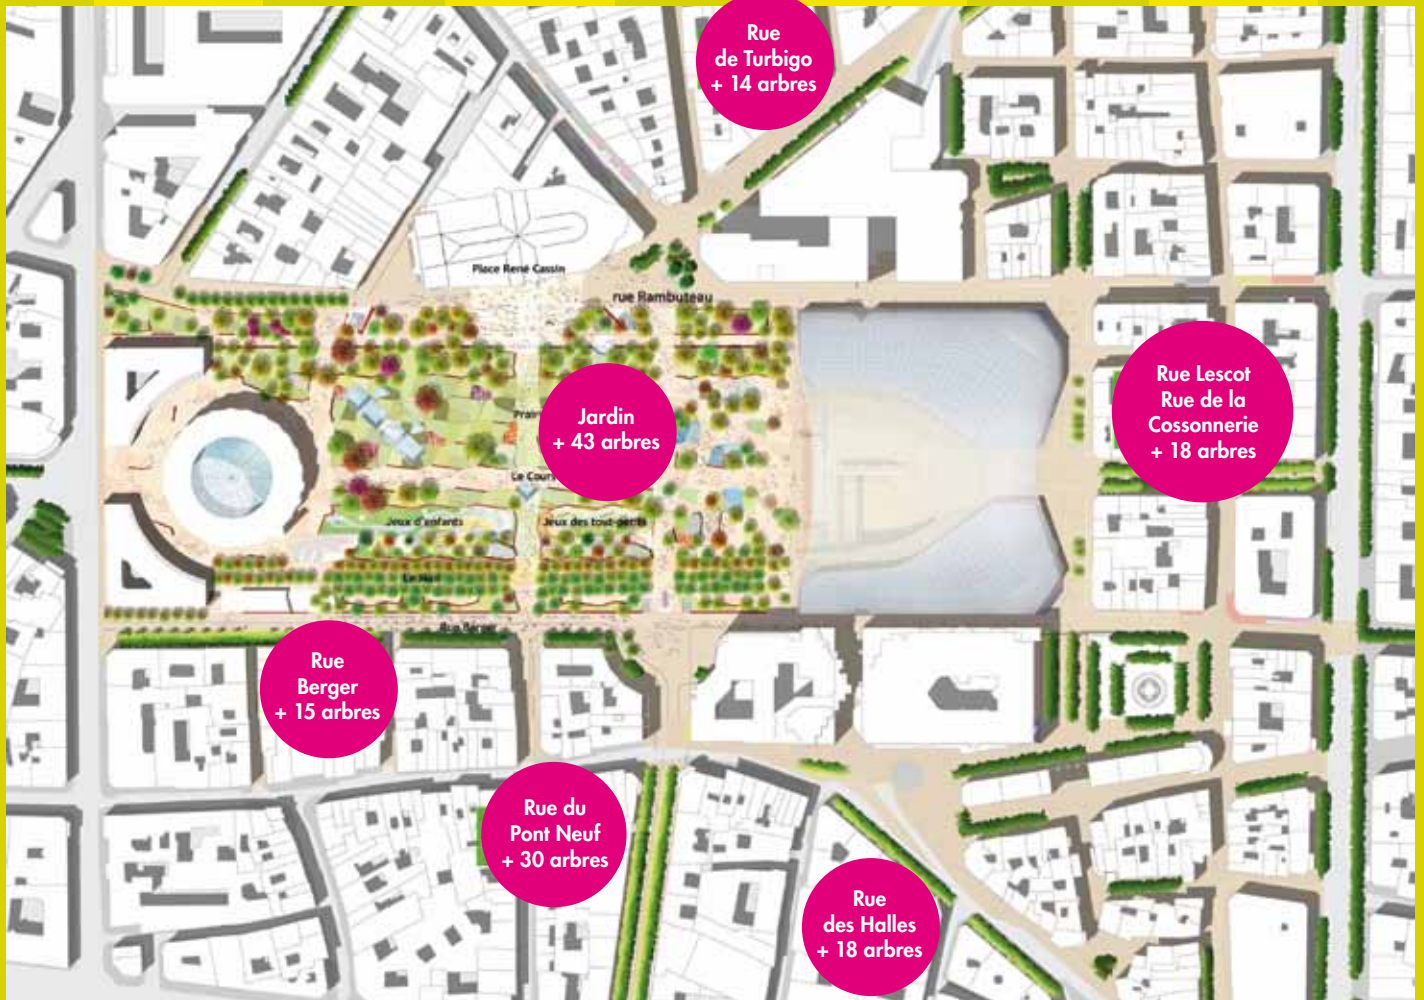 Rue
de Turbigo
+ 14 arbres
Place René Cassin
rue Rambuteau
Jardin
+ 43 arbres
Rue Lescot
Rue de la
Cossonnerie
+ 18 arbres
Le Cours
Jeux d'enfants
Jeux des tout-petits
Le Mail
Rue Berger
Rue
Berger
+ 15 arbres
Rue du
Pont Neuf
+ 30 arbres
Rue
des Halles
+ 18 arbres